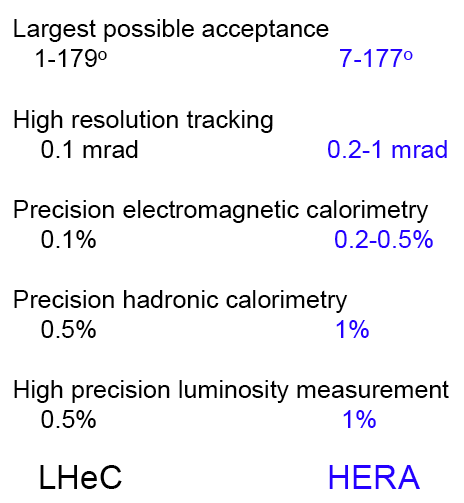 Largest possible acceptance
1-179º 7-177º
High resolution tracking
0.1 mrad 0.2-1 mrad
Precision electromagnetic calorimetry
0.1% 0.2-0.5%
Precision hadronic calorimetry
0.5% 1%
High precision luminosity measurement
0.5% 1%
LHeC HERA